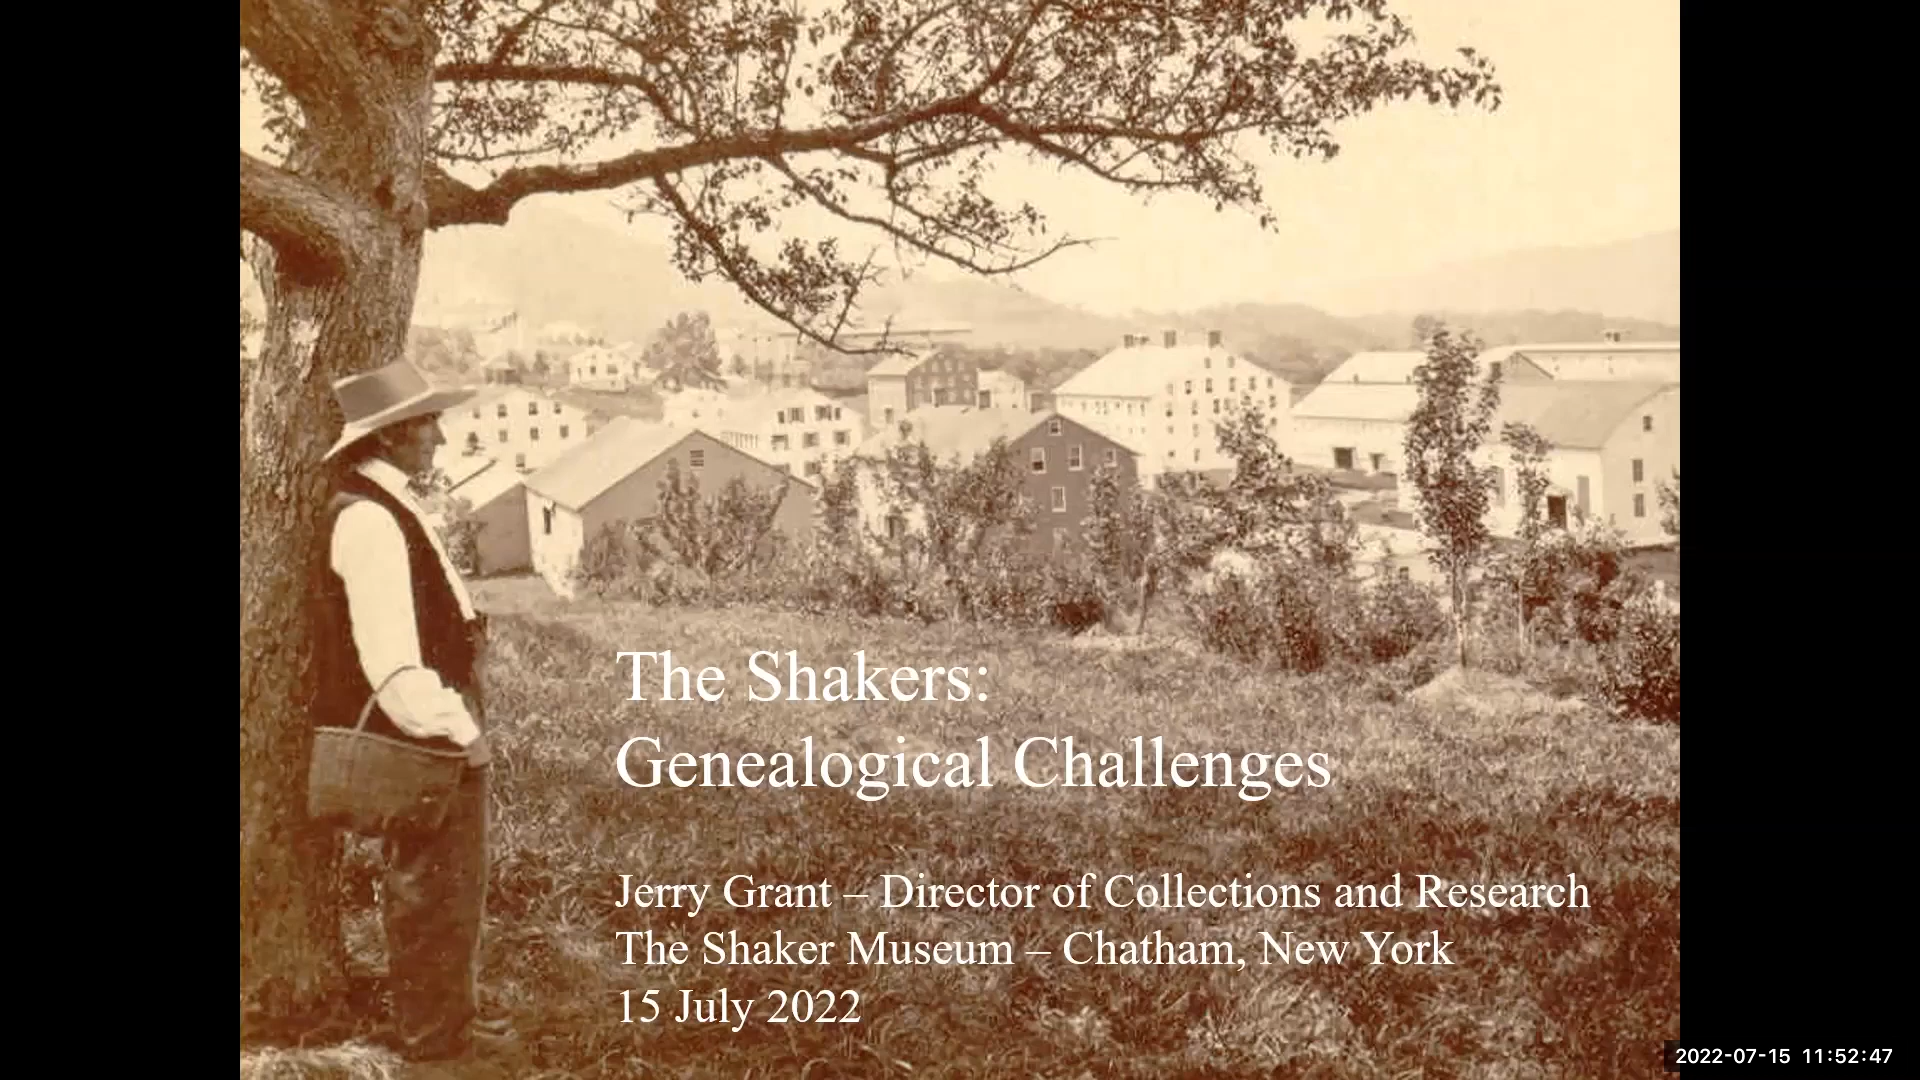 The Shakers:
Genealogical Challenges
Jerry Grant – Director of Collections and Research
The Shaker Museum – Chatham, New York
15 July 2022
2022-07-15 11:52:47